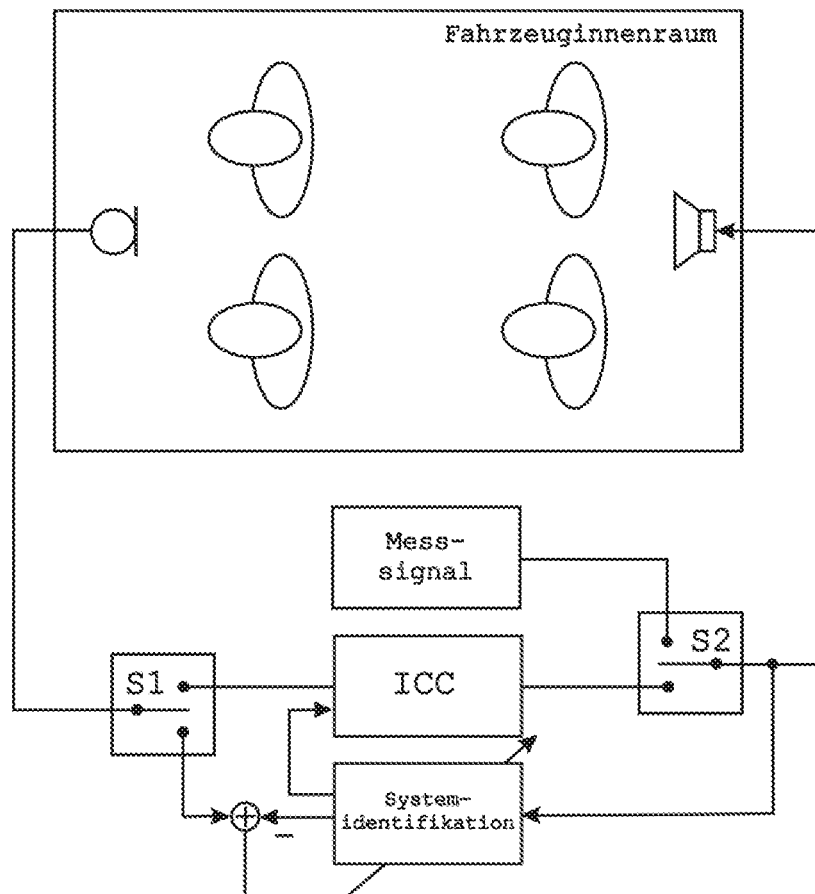 Fahrzeuginnenraum
Mess-
signal
S1
ICC
S2
System-
identifikation
−